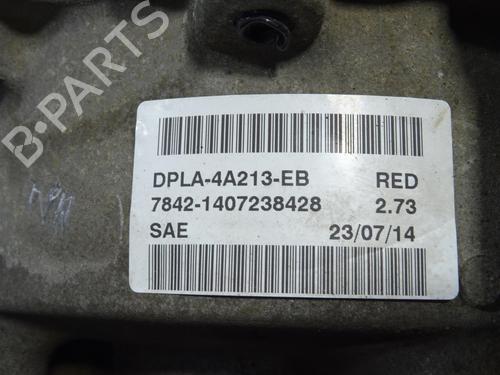 B-PARTS
DPLA-4A213-EB RED
7842-1407238428 2.73
SAE 23/07/14